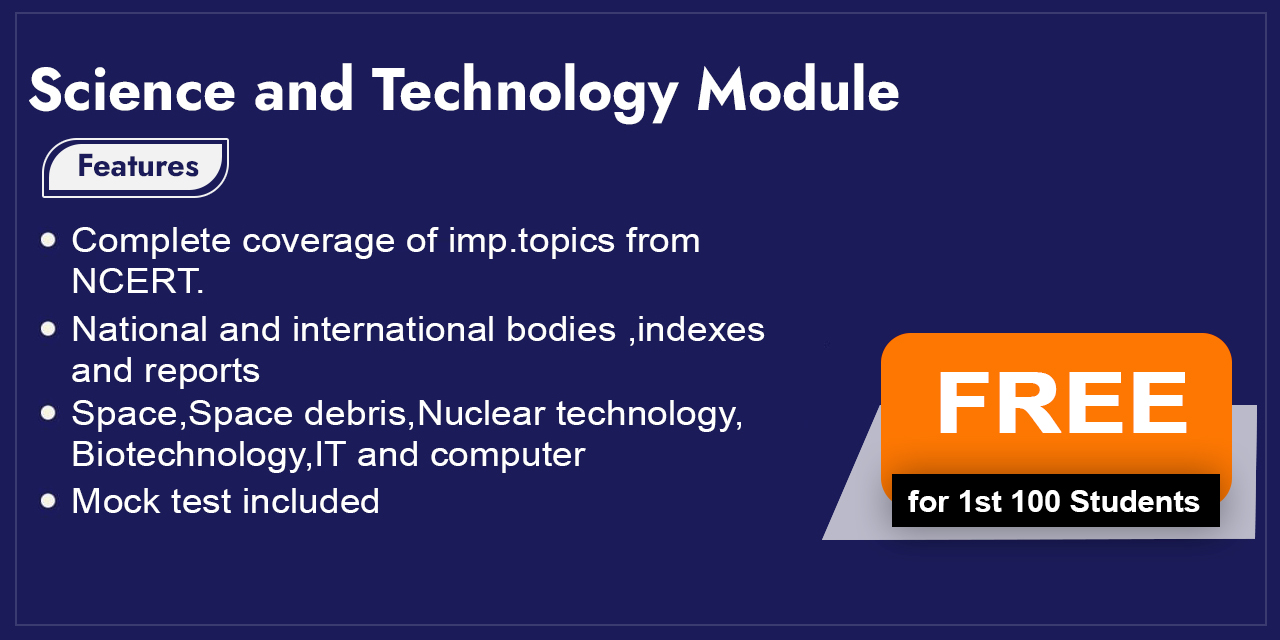 Science and Technology Module
Features
Complete coverage of imp.topics from
NCERT.
National and international bodies ,indexes
and reports
Space,Space debris,Nuclear technology,
Biotechnology,IT and computer
Mock test included
FREE
for 1st 100 Students